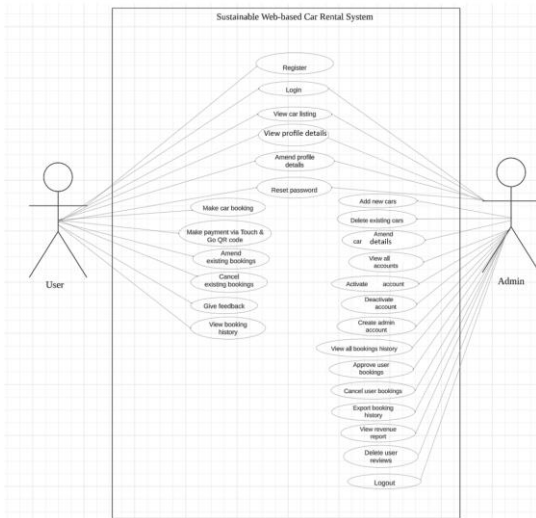 Sustainable Web-based Car Rental System
Register
Login
View car listing
View profile details
Amend profile
details
Reset password
Make car booking
Make payment via Touch &
Go QR code
Amend
existing bookings
Cancel
existing bookings
Give feedback
View booking
history
User
Add new cars
Delete existing cars
Amend
car details
View all
accounts
Activate account
Deactivate
account
Create admin
account
View all bookings history
Approve user
bookings
Cancel user bookings
Export booking
history
View revenue
report
Delete user
reviews
Logout
Admin